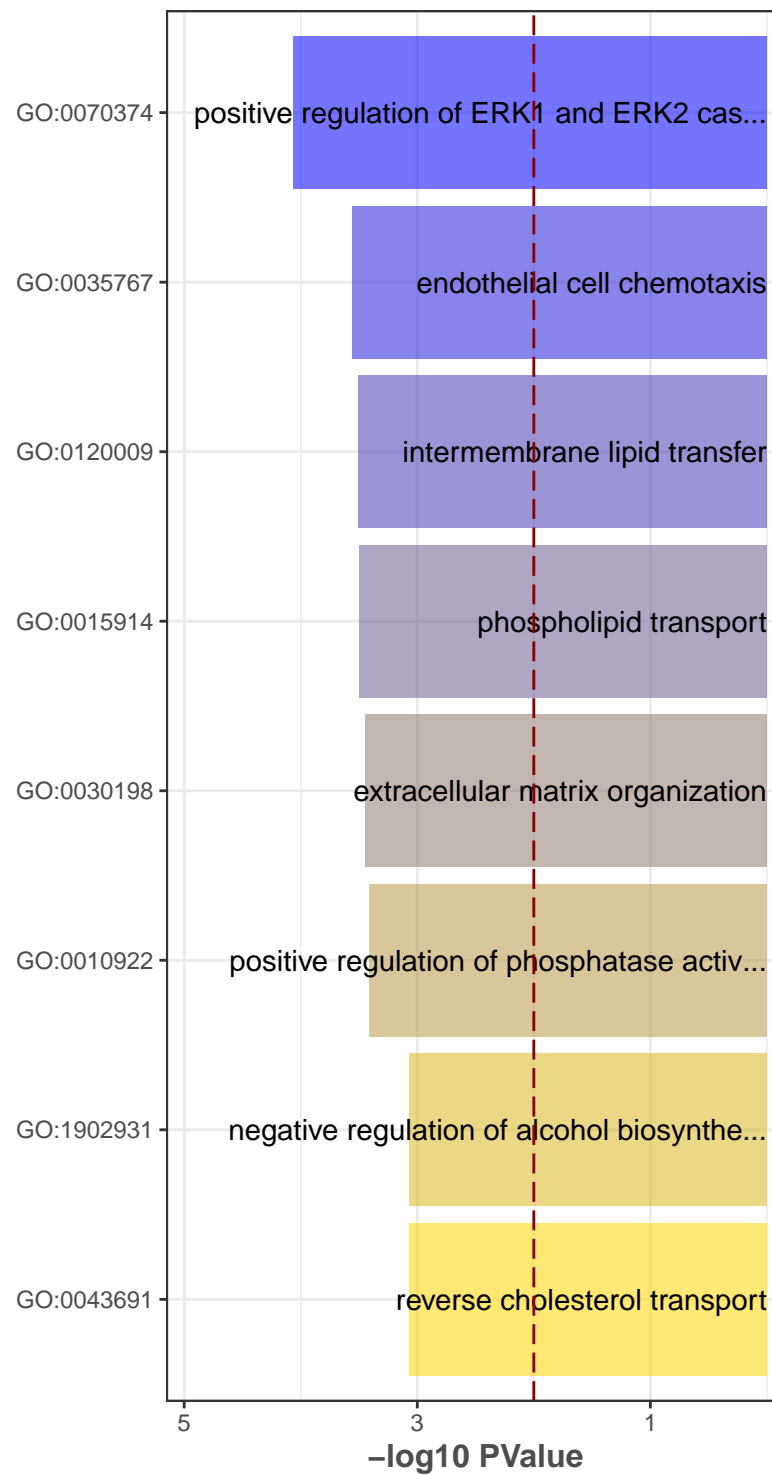 GO:0070374 positive regulation of ERK1 and ERK2 cas...
GO:0035767 endothelial cell chemotaxis
GO:0120009 intermembrane lipid transfer
GO:0015914 phospholipid transport
GO:0030198 extracellular matrix organization
GO:0010922 positive regulation of phosphatase activ...
GO:1902931 negative regulation of alcohol biosynthe...
GO:0043691 reverse cholesterol transport
5 3 1
−log10 PValue